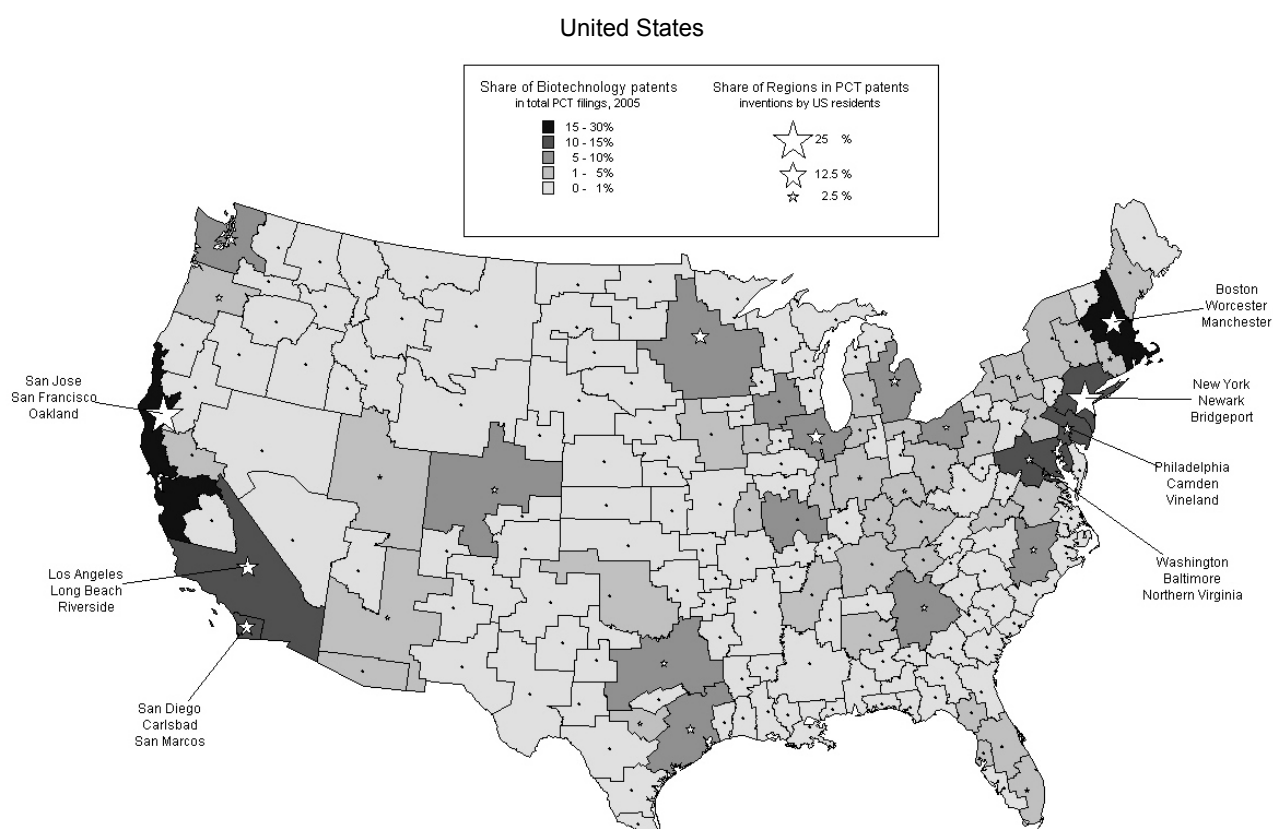 United States
Share of Biotechnology patents
in total PCT filings, 2005
15 - 30%
10 - 15%
5 - 10%
1 - 5%
0 - 1%
Share of Regions in PCT patents
inventions by US residents
25 %
12.5 %
2.5 %
Boston
Worcester
Manchester
San Jose
San Francisco
Oakland
New York
Newark
Bridgeport
Philadelphia
Camden
Vineland
Los Angeles
Long Beach
Riverside
Washington
Baltimore
Northern Virginia
San Diego
Carlsbad
San Marcos